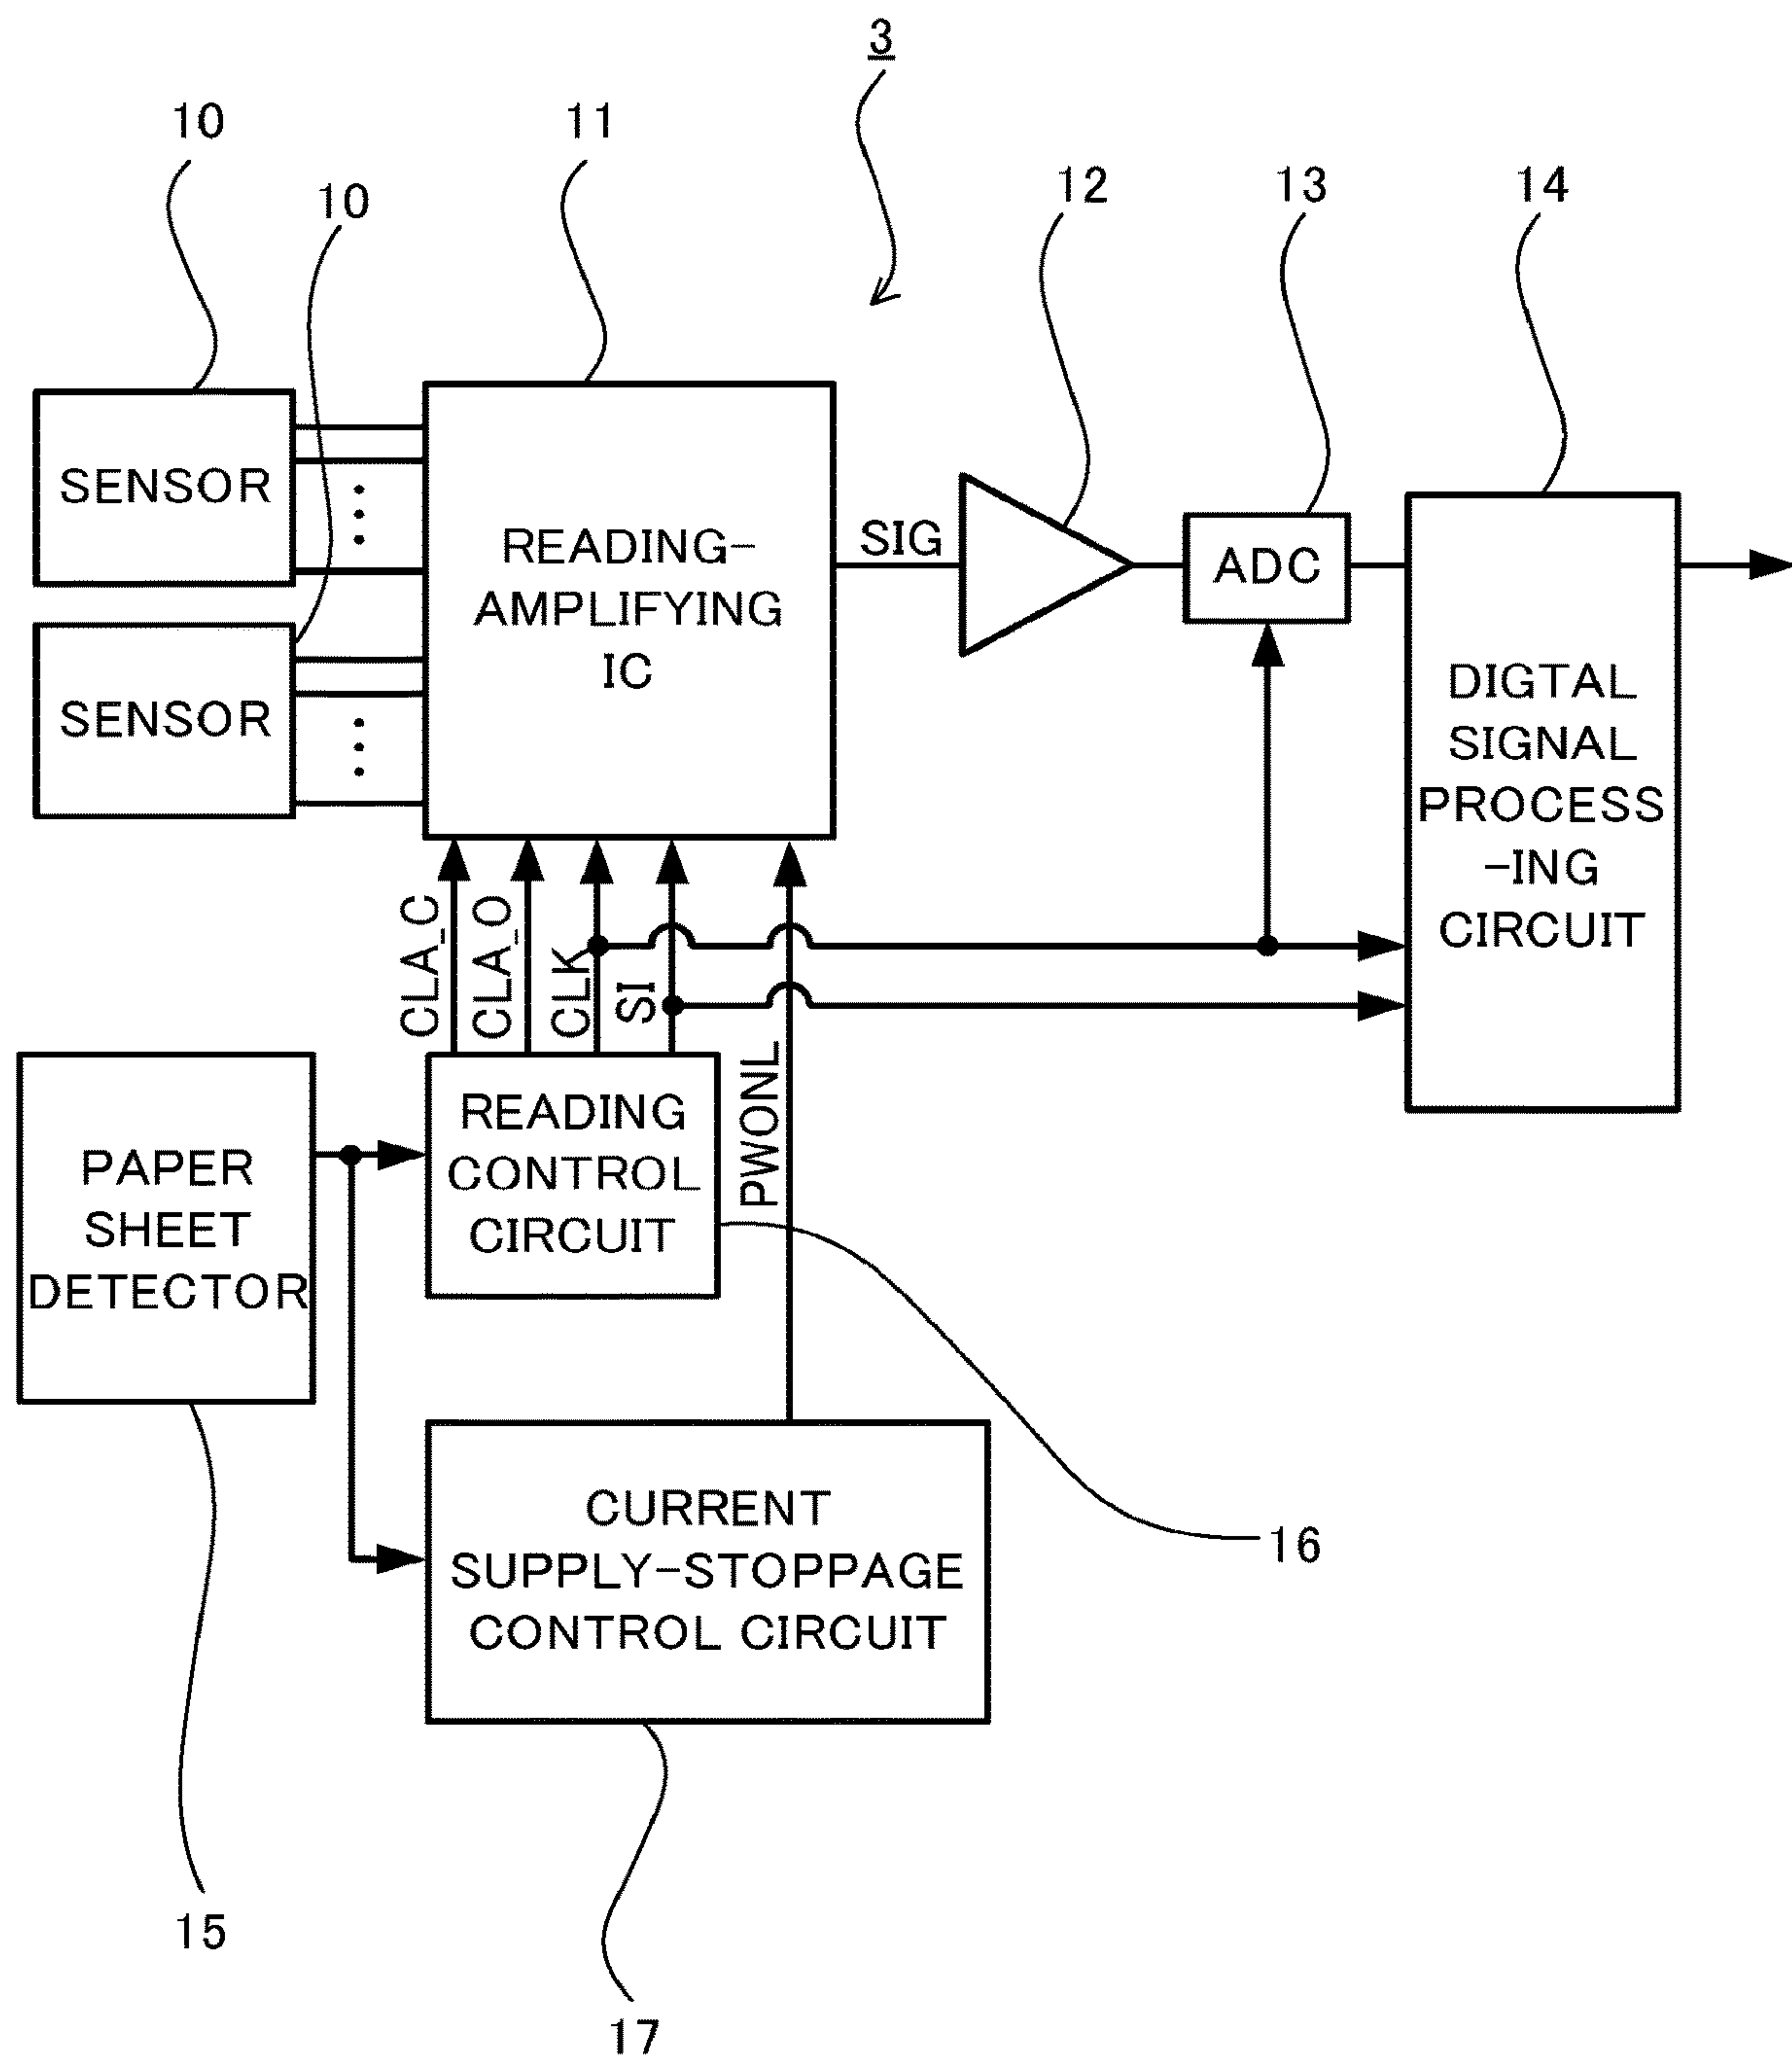 3
10
11
10
12
13
14
SENSOR
READING-
AMPLIFYING
IC
SIG
ADC
SENSOR
DIGTAL
SIGNAL
PROCESS
-ING
CIRCUIT
CLA_C
CLA_O
CLK
SI
PWONL
PAPER
SHEET
DETECTOR
READING
CONTROL
CIRCUIT
CURRENT
SUPPLY-STOPPAGE
CONTROL CIRCUIT
16
15
17